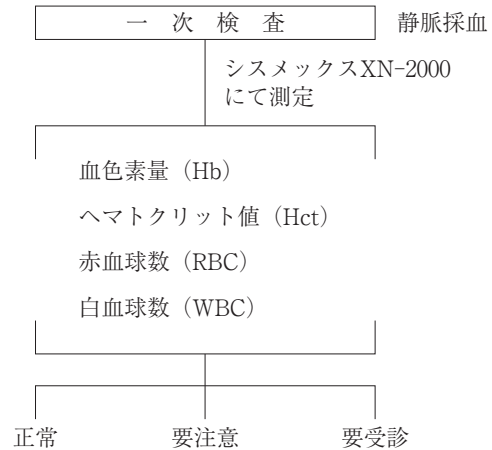 一次検査 静脈採血
シスメックスXN-2000
にて測定
血色素量（Hb）
ヘマトクリット値（Hct）
赤血球数（RBC）
白血球数（WBC）
正常 要注意 要受診